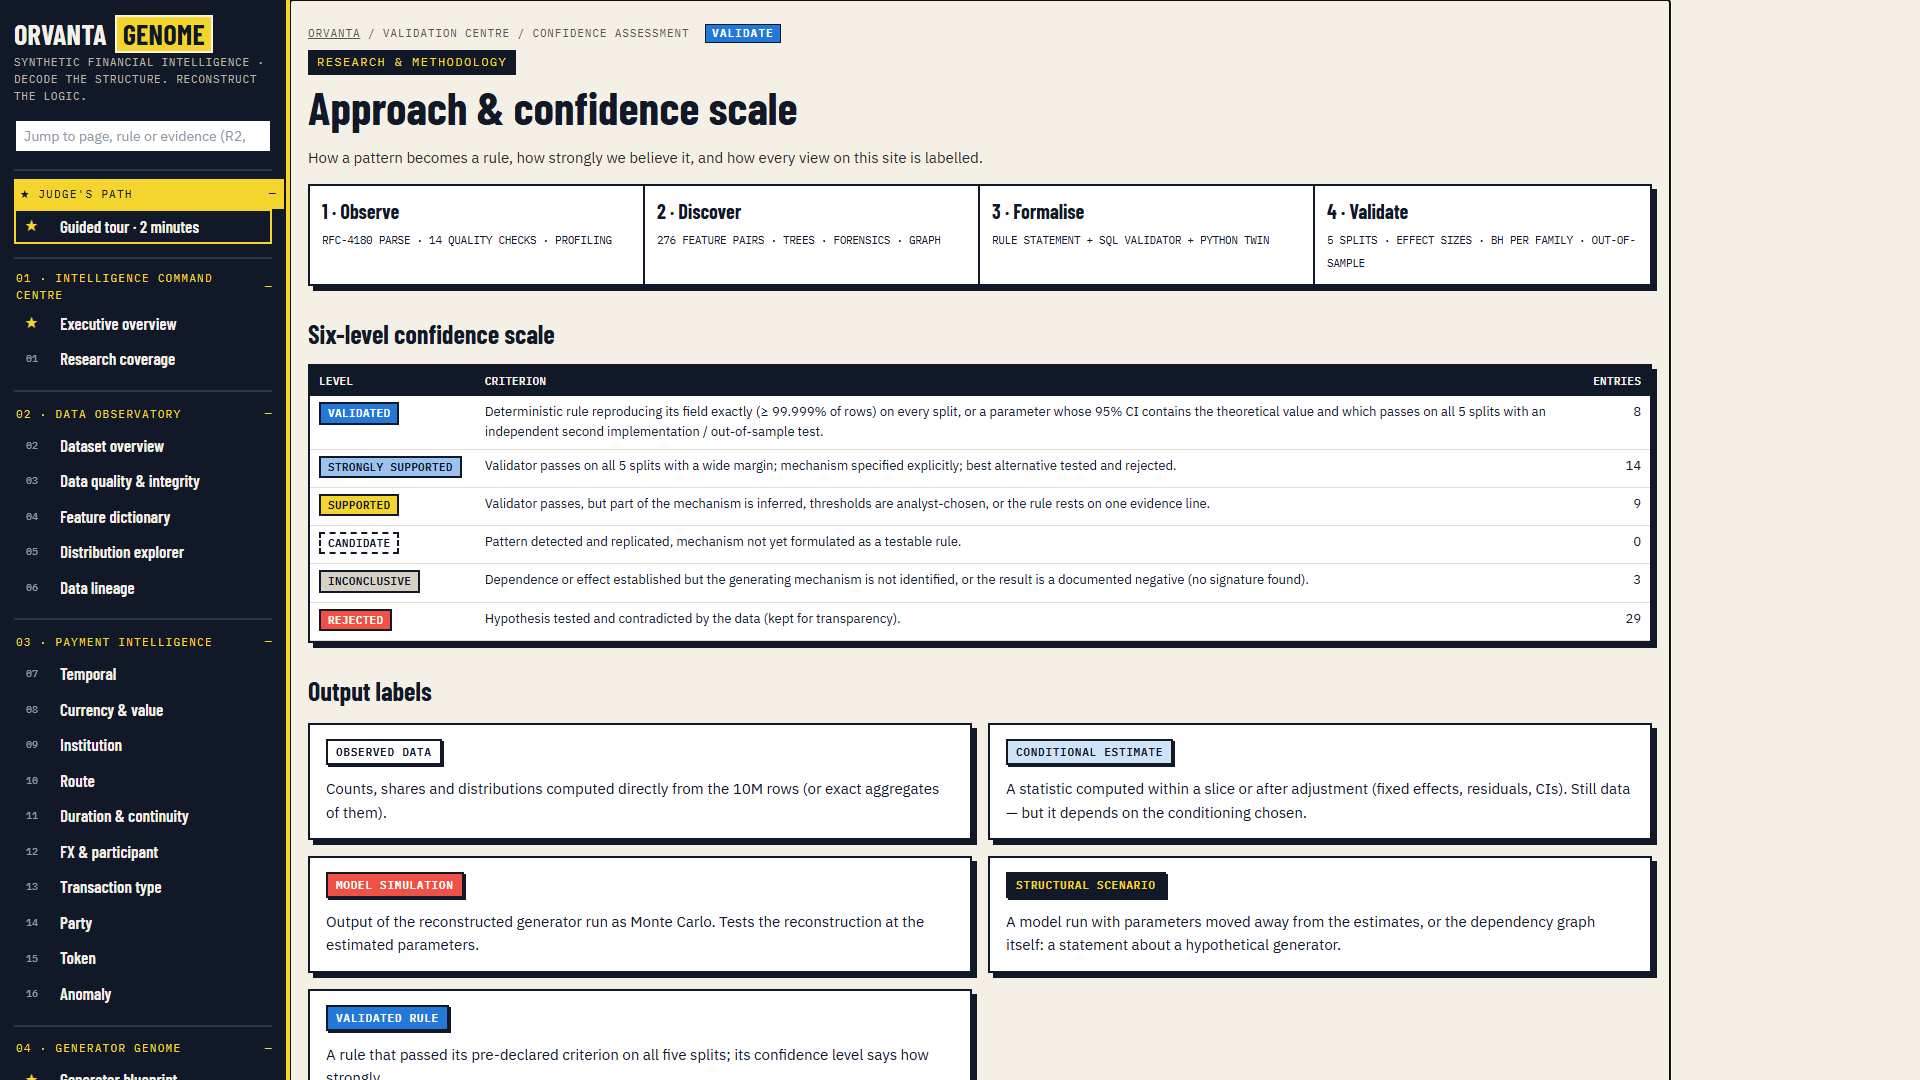 ORVANTA GENOME
SYNTHETIC FINANCIAL INTELLIGENCE ·
DECODE THE STRUCTURE. RECONSTRUCT
THE LOGIC.
Jump to page, rule or evidence (R2,
★ JUDGE'S PATH –
★ Guided tour · 2 minutes
01 · INTELLIGENCE COMMAND
CENTRE –
★ Executive overview
01 Research coverage
02 · DATA OBSERVATORY –
02 Dataset overview
03 Data quality & integrity
04 Feature dictionary
05 Distribution explorer
06 Data lineage
03 · PAYMENT INTELLIGENCE –
07 Temporal
08 Currency & value
09 Institution
10 Route
11 Duration & continuity
12 FX & participant
13 Transaction type
14 Party
15 Token
16 Anomaly
04 · GENERATOR GENOME –
★ Generator blueprint
ORVANTA / VALIDATION CENTRE / CONFIDENCE ASSESSMENT VALIDATE
RESEARCH & METHODOLOGY
Approach & confidence scale
How a pattern becomes a rule, how strongly we believe it, and how every view on this site is labelled.
1 · Observe
RFC-4180 PARSE · 14 QUALITY CHECKS · PROFILING
2 · Discover
276 FEATURE PAIRS · TREES · FORENSICS · GRAPH
3 · Formalise
RULE STATEMENT + SQL VALIDATOR + PYTHON TWIN
4 · Validate
5 SPLITS · EFFECT SIZES · BH PER FAMILY · OUT-OF-
SAMPLE
Six-level confidence scale
LEVEL CRITERION ENTRIES
VALIDATED Deterministic rule reproducing its field exactly (≥ 99.999% of rows) on every split, or a parameter whose 95% CI contains the theoretical value and which passes on all 5 splits with an 8
independent second implementation / out-of-sample test.
STRONGLY SUPPORTED Validator passes on all 5 splits with a wide margin; mechanism specified explicitly; best alternative tested and rejected. 14
SUPPORTED Validator passes, but part of the mechanism is inferred, thresholds are analyst-chosen, or the rule rests on one evidence line. 9
CANDIDATE Pattern detected and replicated, mechanism not yet formulated as a testable rule. 0
INCONCLUSIVE Dependence or effect established but the generating mechanism is not identified, or the result is a documented negative (no signature found). 3
REJECTED Hypothesis tested and contradicted by the data (kept for transparency). 29
Output labels
OBSERVED DATA
Counts, shares and distributions computed directly from the 10M rows (or exact aggregates
of them).
CONDITIONAL ESTIMATE
A statistic computed within a slice or after adjustment (fixed effects, residuals, CIs). Still data
— but it depends on the conditioning chosen.
MODEL SIMULATION
Output of the reconstructed generator run as Monte Carlo. Tests the reconstruction at the
estimated parameters.
STRUCTURAL SCENARIO
A model run with parameters moved away from the estimates, or the dependency graph
itself: a statement about a hypothetical generator.
VALIDATED RULE
A rule that passed its pre-declared criterion on all five splits; its confidence level says how
strongly.